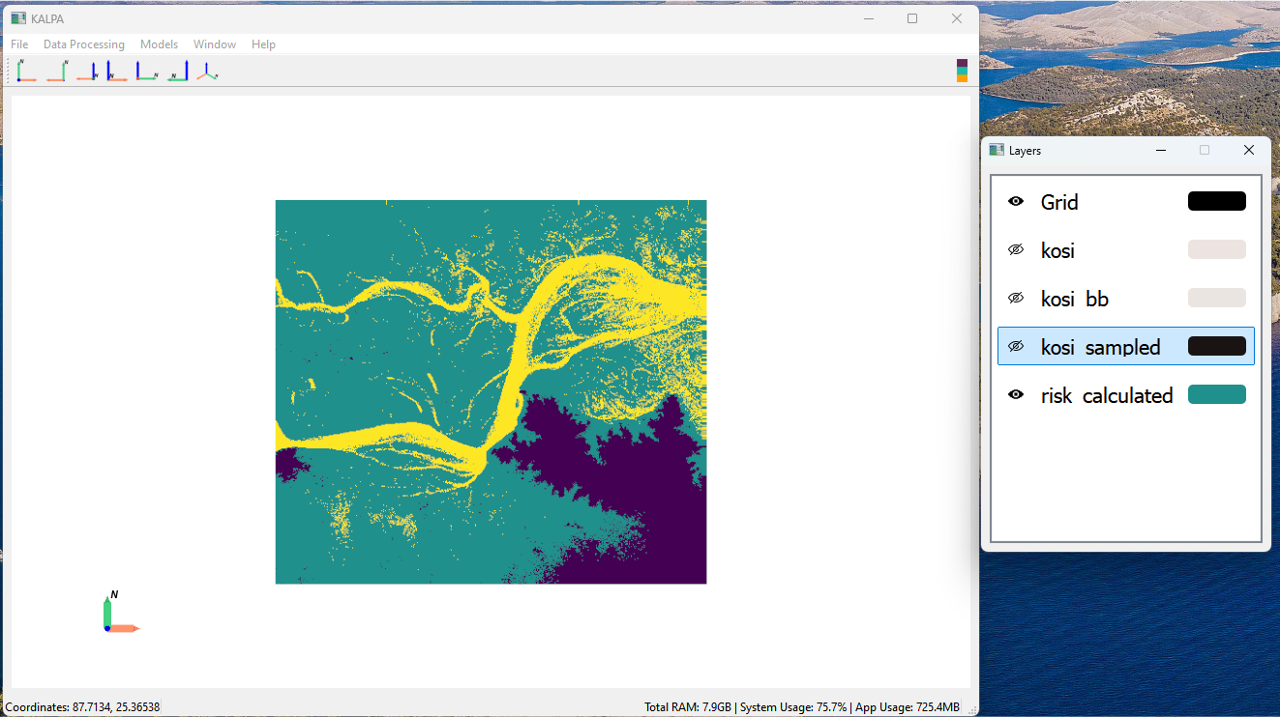 KALPA
File Data Processing Models Window Help
Layers
Grid
kosi
kosi bb
kosi sampled
risk calculated
N
Coordinates: 87.7134, 25.36538
Total RAM: 7.9GB | System Usage: 75.7% | App Usage: 725.4MB